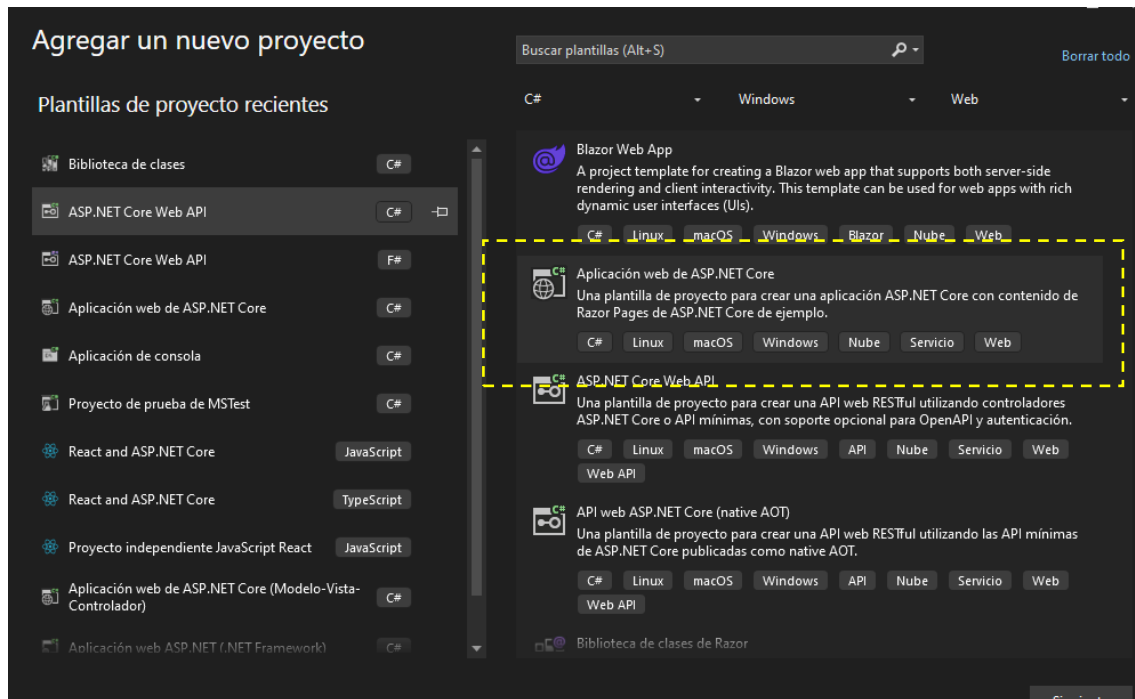 Agregar un nuevo proyecto
Buscar plantillas (Alt+S)
Borrar todo
Plantillas de proyecto recientes
C# Windows Web
Biblioteca de clases C#
ASP.NET Core Web API C#
ASP.NET Core Web API F#
Aplicación web de ASP.NET Core C#
Aplicación de consola C#
Proyecto de prueba de MSTest C#
React and ASP.NET Core JavaScript
React and ASP.NET Core TypeScript
Proyecto independiente JavaScript React JavaScript
Aplicación web de ASP.NET Core (Modelo-Vista-
Controlador) C#
Aplicación web ASP.NET (.NET Framework) C#
Blazor Web App
A project template for creating a Blazor web app that supports both server-side
rendering and client interactivity. This template can be used for web apps with rich
dynamic user interfaces (UIs).
C# Linux macOS Windows Blazor Nube Web
Aplicación web de ASP.NET Core
Una plantilla de proyecto para crear una aplicación ASP.NET Core con contenido de
Razor Pages de ASP.NET Core de ejemplo.
C# Linux macOS Windows Nube Servicio Web
ASP.NET Core Web API
Una plantilla de proyecto para crear una API web RESTful utilizando controladores
ASP.NET Core o API mínimas, con soporte opcional para OpenAPI y autenticación.
C# Linux macOS Windows API Nube Servicio Web
Web API
API web ASP.NET Core (native AOT)
Una plantilla de proyecto para crear una API web RESTful utilizando las API mínimas
de ASP.NET Core publicadas como native AOT.
C# Linux macOS Windows API Nube Servicio Web
Web API
Biblioteca de clases de Razor